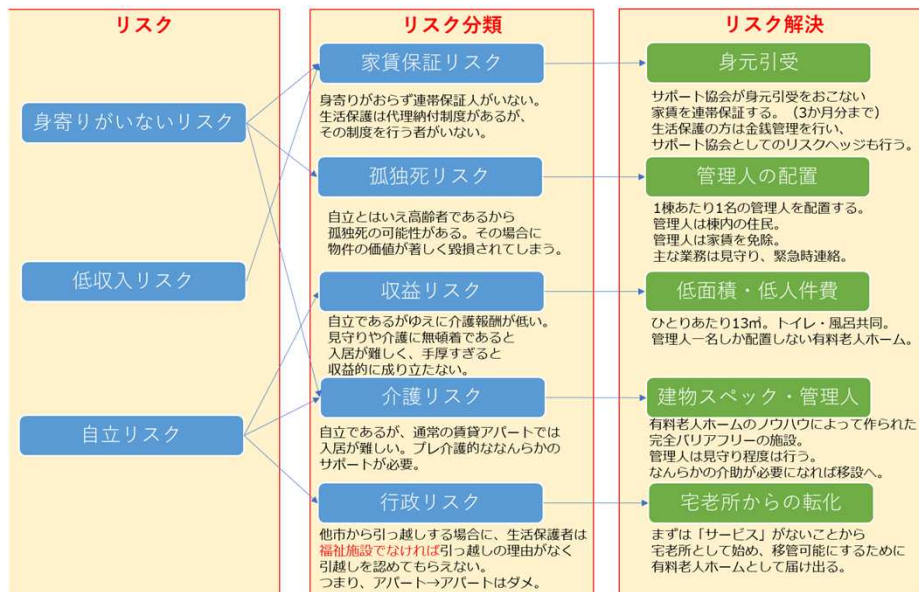 リスク
身寄りがいないリスク
低収入リスク
自立リスク
リスク分類
家賃保証リスク
身寄りがおらず連帯保証人がいない。
生活保護は代理納付制度があるが、
その制度を行う者がいない。
孤独死リスク
自立とはいえ高齢者であるから
孤独死の可能性がある。その場合に
物件の価値が著しく毀損されてしまう。
収益リスク
自立であるがゆえに介護報酬が低い。
見守りや介護に無頓着であると
入居が難しく、手厚すぎると
収益的に成り立たない。
介護リスク
自立であるが、通常の賃貸アパートでは
入居が難しい。プレ介護的ななんらかの
サポートが必要。
行政リスク
他市から引っ越しする場合に、生活保護者は
福祉施設でなければ引っ越しの理由がなく
引越しを認めてもらえない。
つまり、アパート→アパートはダメ。
リスク解決
身元引受
サポート協会が身元引受をおこない
家賃を連帯保証する。（3か月分まで）
生活保護の方は金銭管理を行い、
サポート協会としてのリスクヘッジも行う。
管理人の配置
1棟あたり1名の管理人を配置する。
管理人は棟内の住民。
管理人は家賃を免除。
主な業務は見守り、緊急時連絡。
低面積・低人件費
ひとりあたり13㎡。トイレ・風呂共同。
管理人一名しか配置しない有料老人ホーム。
建物スペック・管理人
有料老人ホームのノウハウによって作られた
完全バリアフリーの施設。
管理人は見守り程度は行う。
なんらかの介助が必要になれば移設へ。
宅老所からの転化
まずは「サービス」がないことから
宅老所として始め、移管可能にするために
有料老人ホームとして届け出る。